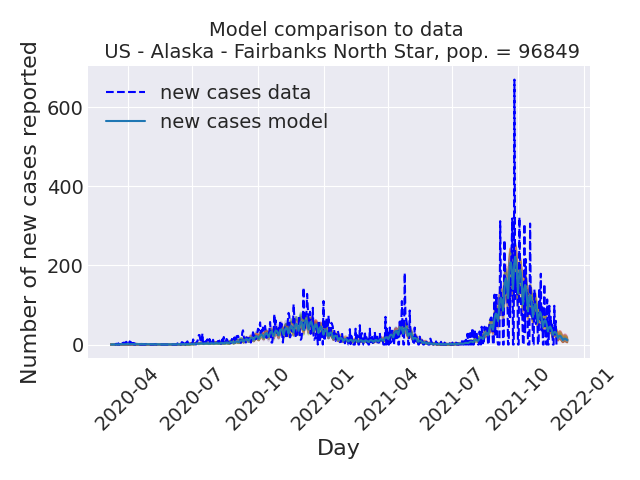 Model comparison to data
US - Alaska - Fairbanks North Star, pop. = 96849
Number of new cases reported
600
400
200
0
new cases data
new cases model
2020-04
2020-07
2020-10
2021-01
2021-04
2021-07
2021-10
2022-01
Day